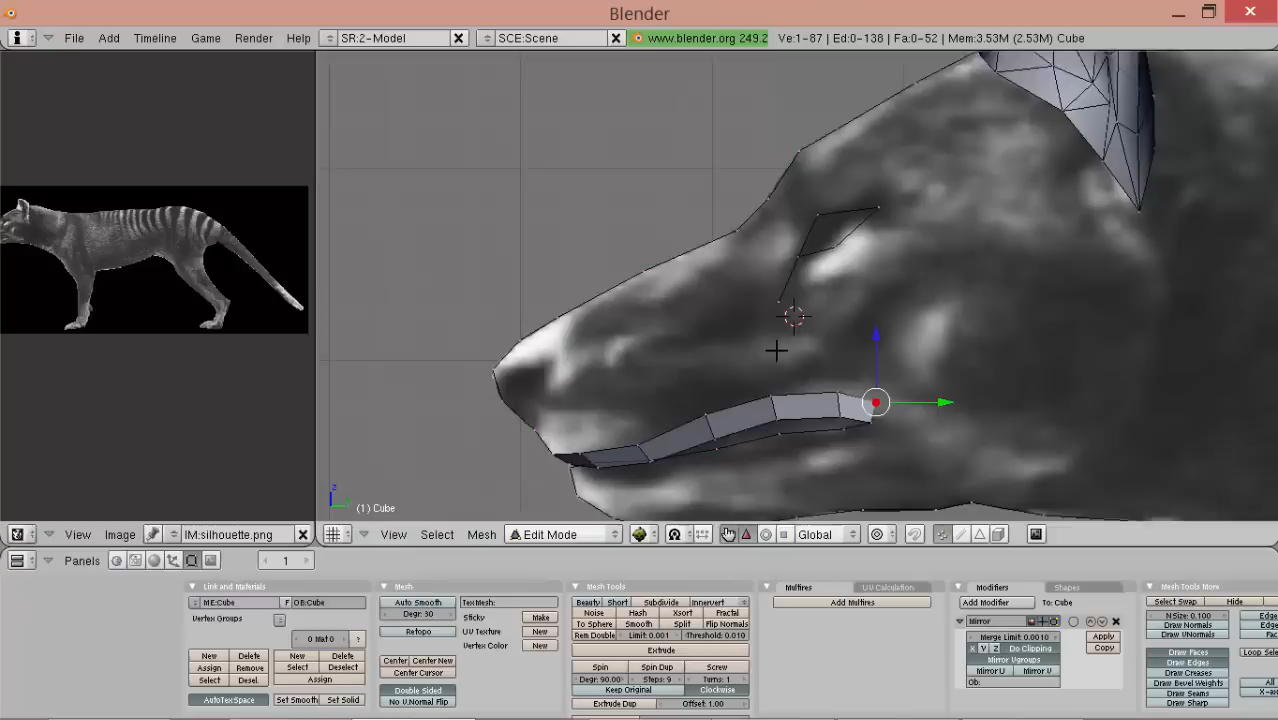 Blender
File Add Timeline Game Render Help SR:2-Model SCE:Scene www.blender.org 249.2 Ve:1-87 | Ed:0-138 | Fa:0-52 | Mem:3.53M (2.53M) Cube
z
(1) Cube
View Image IM:silhouette.png View Select Mesh Edit Mode Global
Panels 1
Link and Materials Mesh Mesh Tools Multires UV Calculation Modifiers Shapes Mesh Tools More
ME:Cube F OB:Cube Auto Smooth TexMesh: Beauty Short Subdivide Innervert Add Multires Add Modifier To: Cube Select Swap Hide
Vertex Groups Degr: 30 Sticky Make Noise Hash Xsort Fractal Mirror NSize: 0.100
Retopo UV Texture New To Sphere Smooth Split Flip Normals Merge Limit: 0.0010 Apply Draw Normals
0 Mat 0 ? Vertex Color New Rem Double Limit: 0.001 Threshold: 0.010 X Y Z Do Clipping Copy Draw VNormals
New Delete New Delete Center Center New Extrude Mirror Vgroups Draw Faces Loop Sele
Assign Remove Select Deselect Center Cursor Spin Spin Dup Screw Mirror U Mirror V Draw Edges
Select Desel. Assign Degr: 90.00 Steps: 9 Turns: 1 Ob: Draw Creases
Double Sided Keep Original Clockwise Draw Bevel Weights All
AutoTexSpace Set Smooth Set Solid No V.Normal Flip Extrude Dup Offset: 1.00 Draw Seams X-ax
Draw Sharp